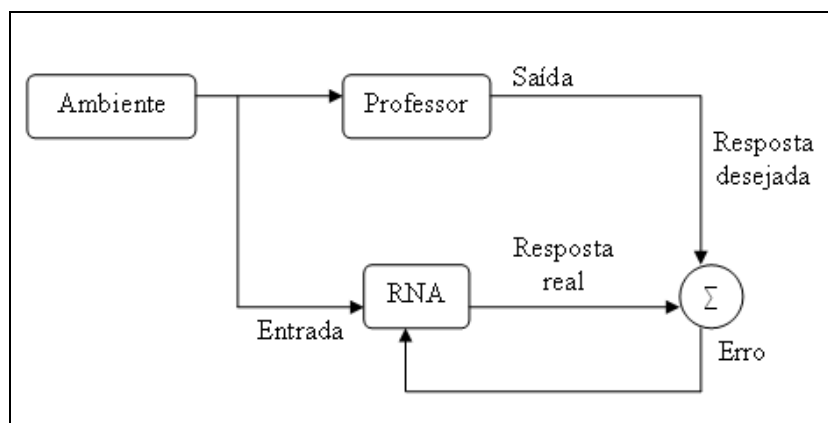 Ambiente
Professor
Saída
Resposta
desejada
Resposta
real
RNA
Σ
Entrada
Erro